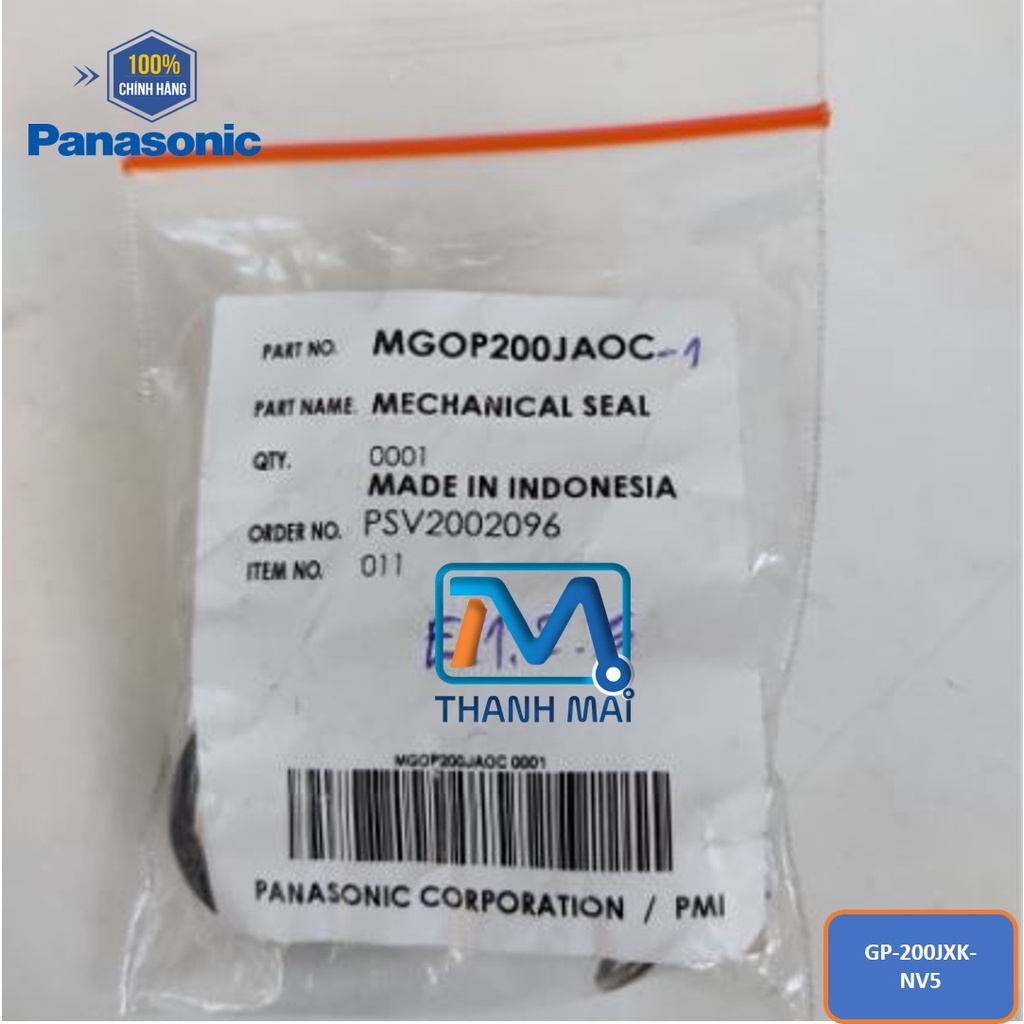 100%
CHÍNH HÃNG
Panasonic
PART NO. MGOP200JAOC-1
PART NAME. MECHANICAL SEAL
QTY. 0001
MADE IN INDONESIA
ORDER NO. PSV2002096
ITEM NO. 011
THANH MAI
MGOP200JAOC 0001
PANASONIC CORPORATION / PMI
GP-200JXK-
NV5